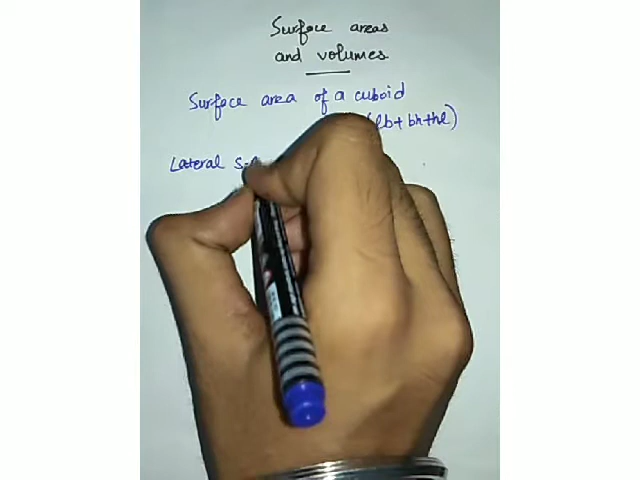 Surface areas
and volumes
Surface area of a cuboid
(lb+ bh+hl)
Lateral S